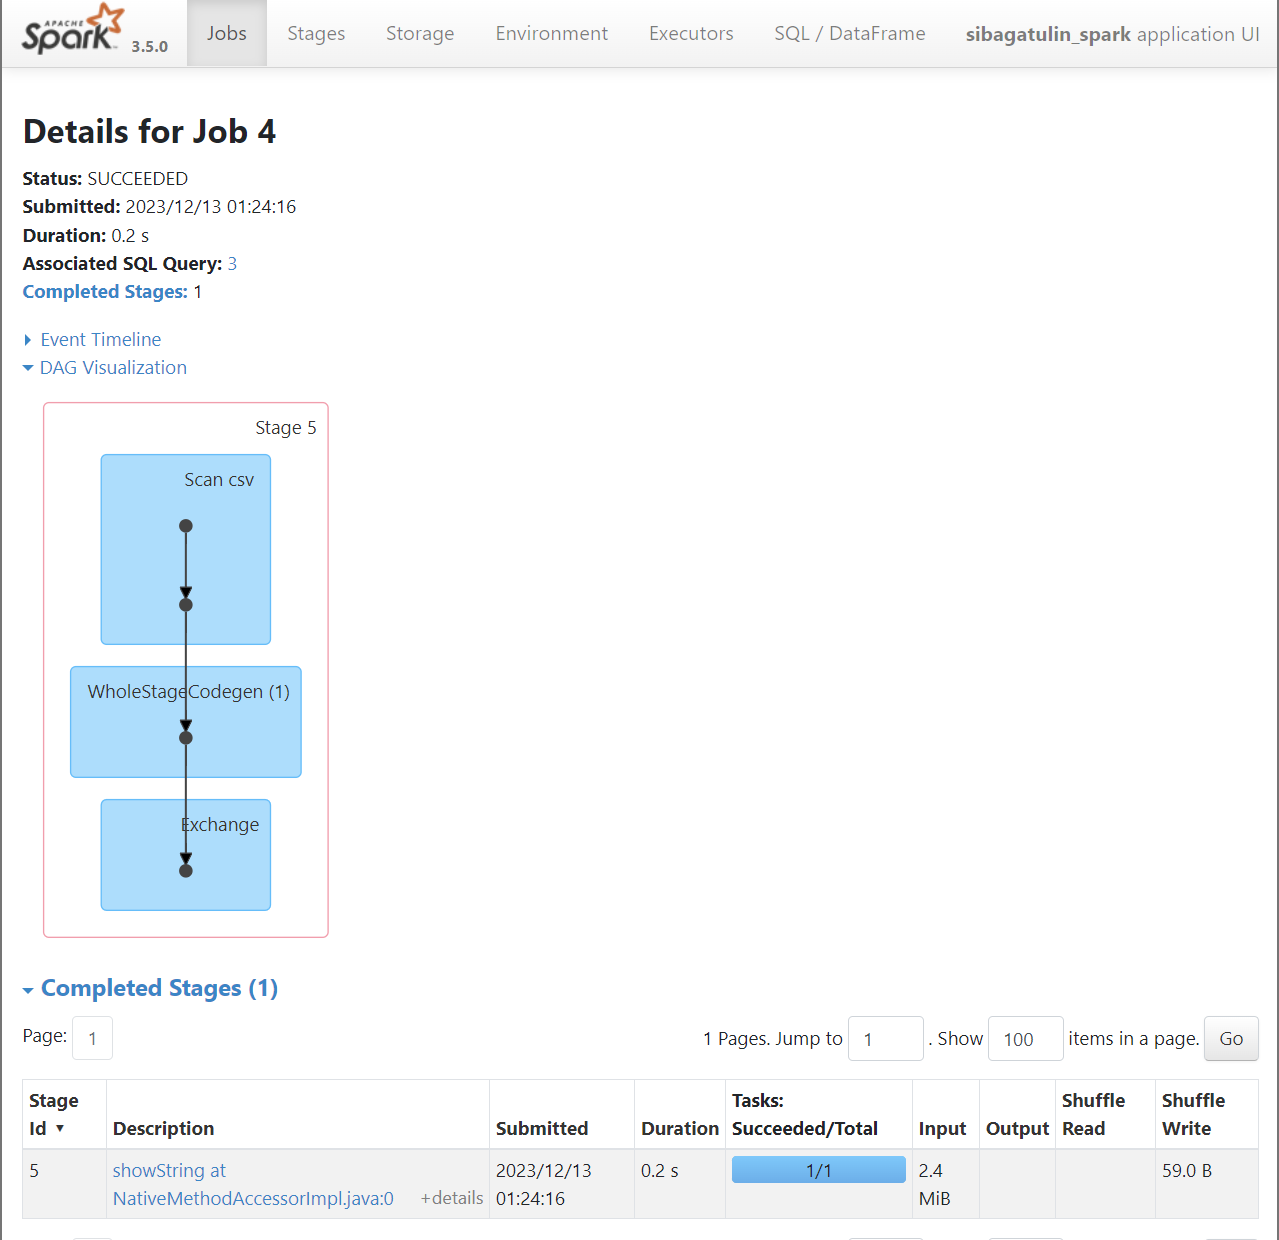 APACHE
Spark 3.5.0
Jobs Stages Storage Environment Executors SQL / DataFrame sibagatulin_spark application UI
Details for Job 4
Status: SUCCEEDED
Submitted: 2023/12/13 01:24:16
Duration: 0.2 s
Associated SQL Query: 3
Completed Stages: 1
Event Timeline
DAG Visualization
Stage 5
Scan csv
WholeStageCodegen (1)
Exchange
Completed Stages (1)
Page: 1 1 Pages. Jump to 1 . Show 100 items in a page. Go
Stage Id ▾ Description Submitted Duration Tasks: Succeeded/Total Input Output Shuffle Read Shuffle Write
5 showString at NativeMethodAccessorImpl.java:0 +details 2023/12/13 01:24:16 0.2 s 1/1 2.4 MiB 59.0 B